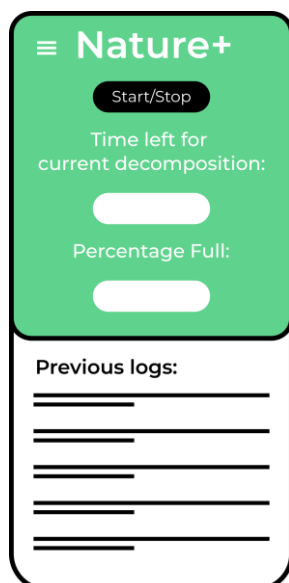 Nature+
Start/Stop
Time left for
current decomposition:
Percentage Full:
Previous logs: